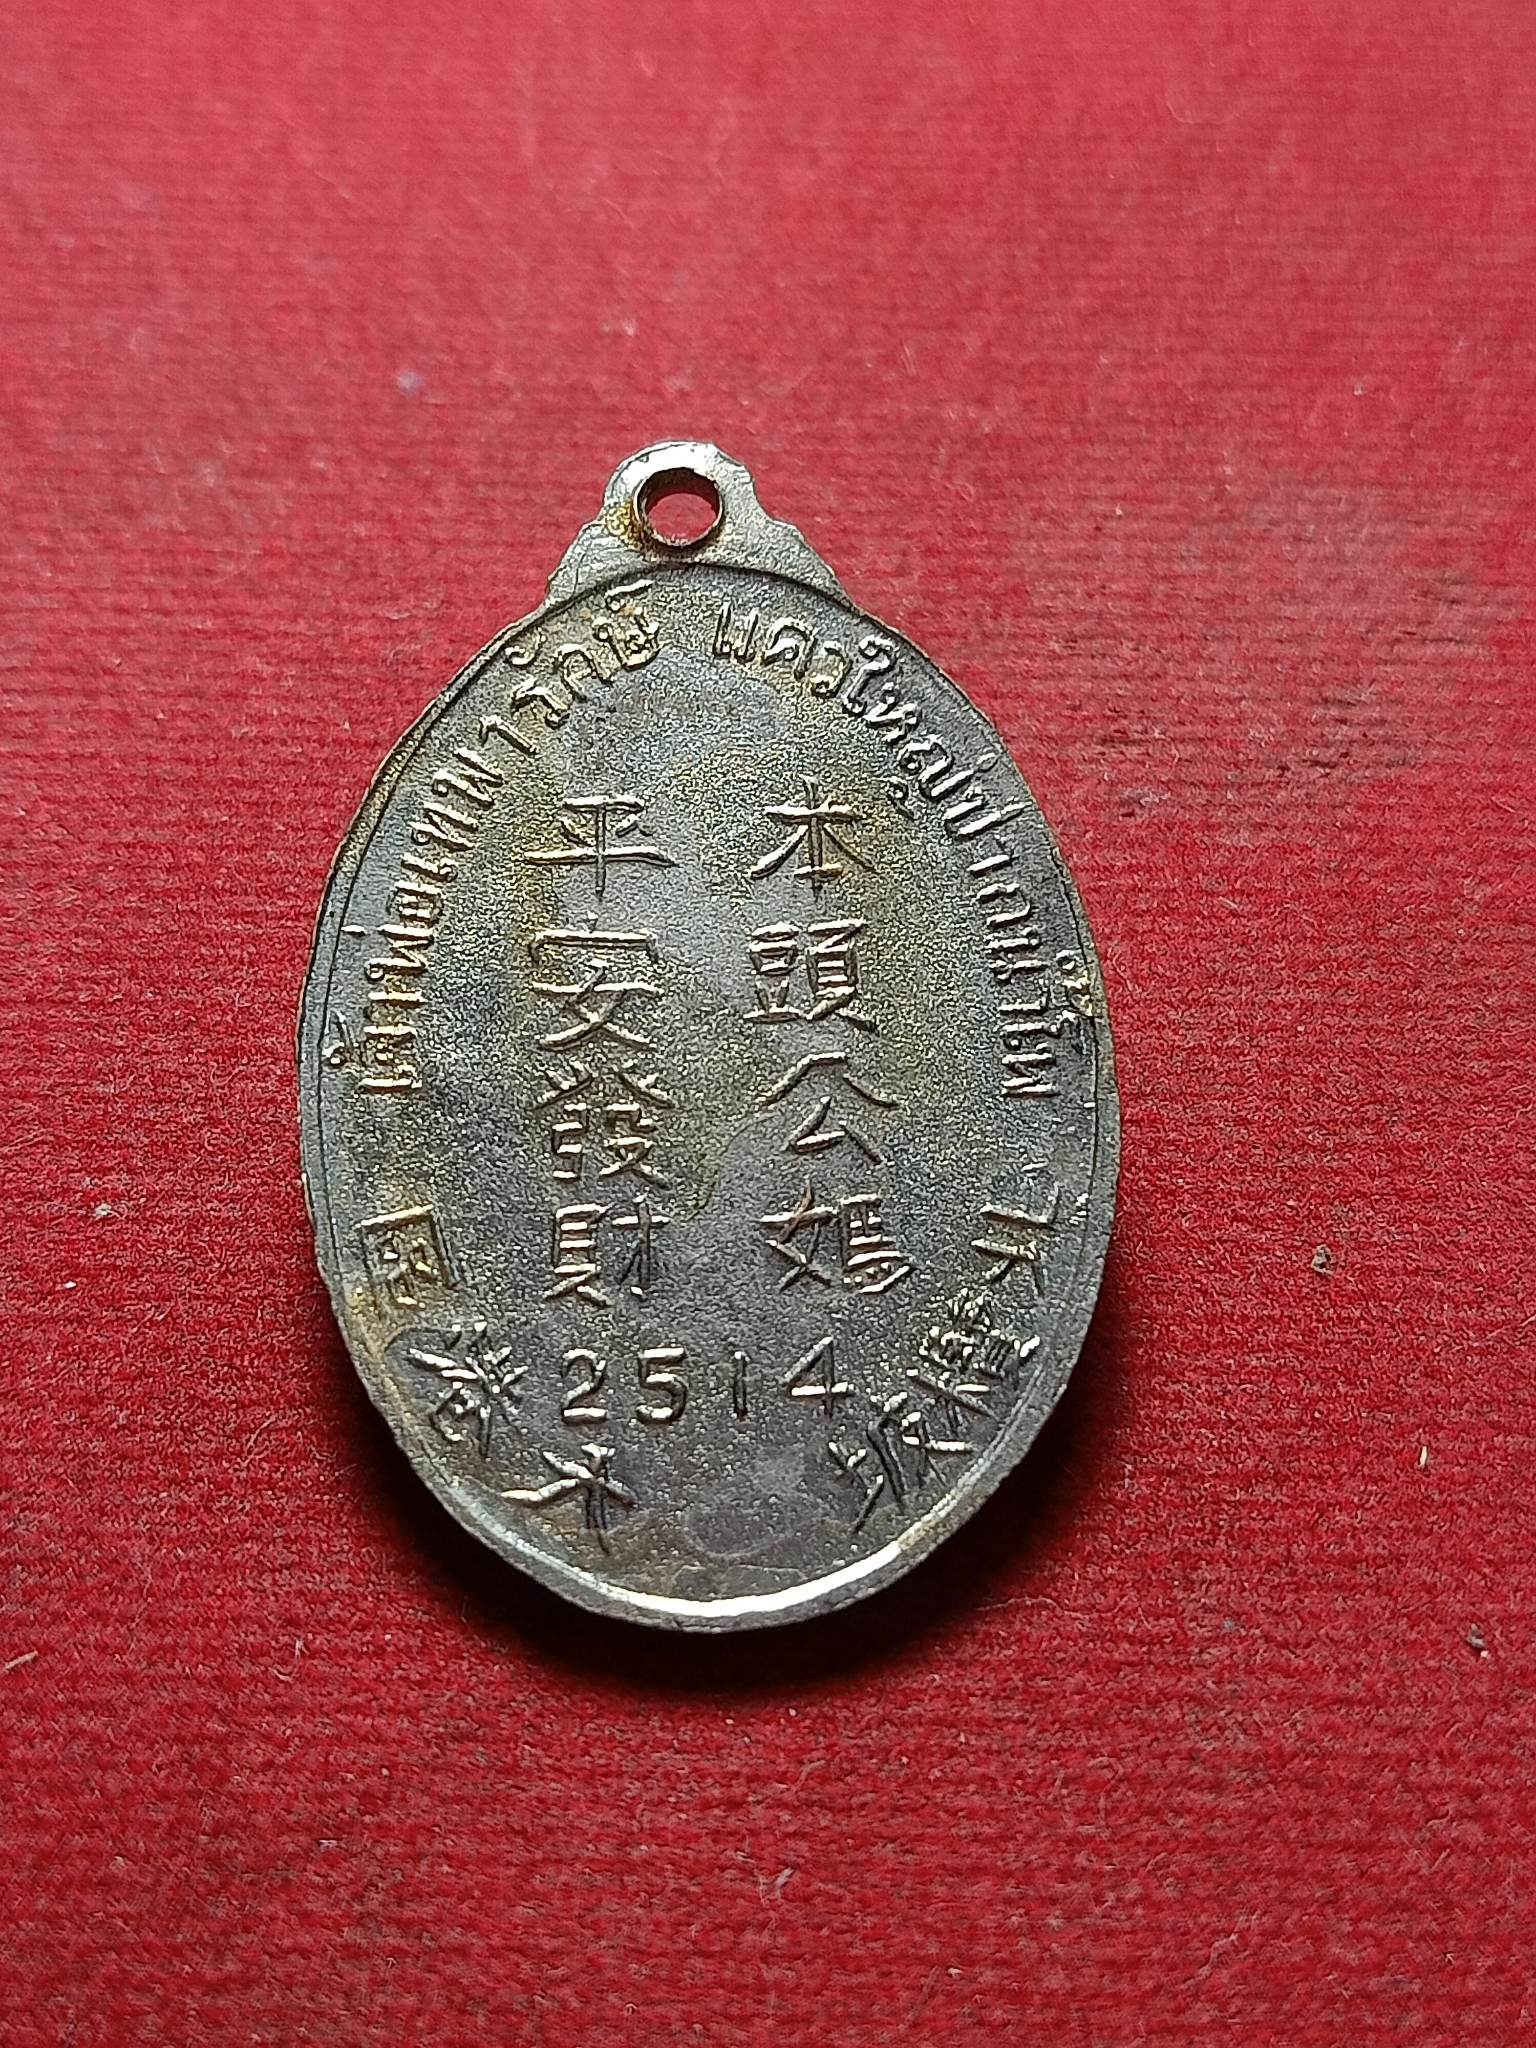 เจ้าพ่อเทพารักษ์ แควใหญ่ปากน้ำโพ
本頭公媽
平安發財
2514